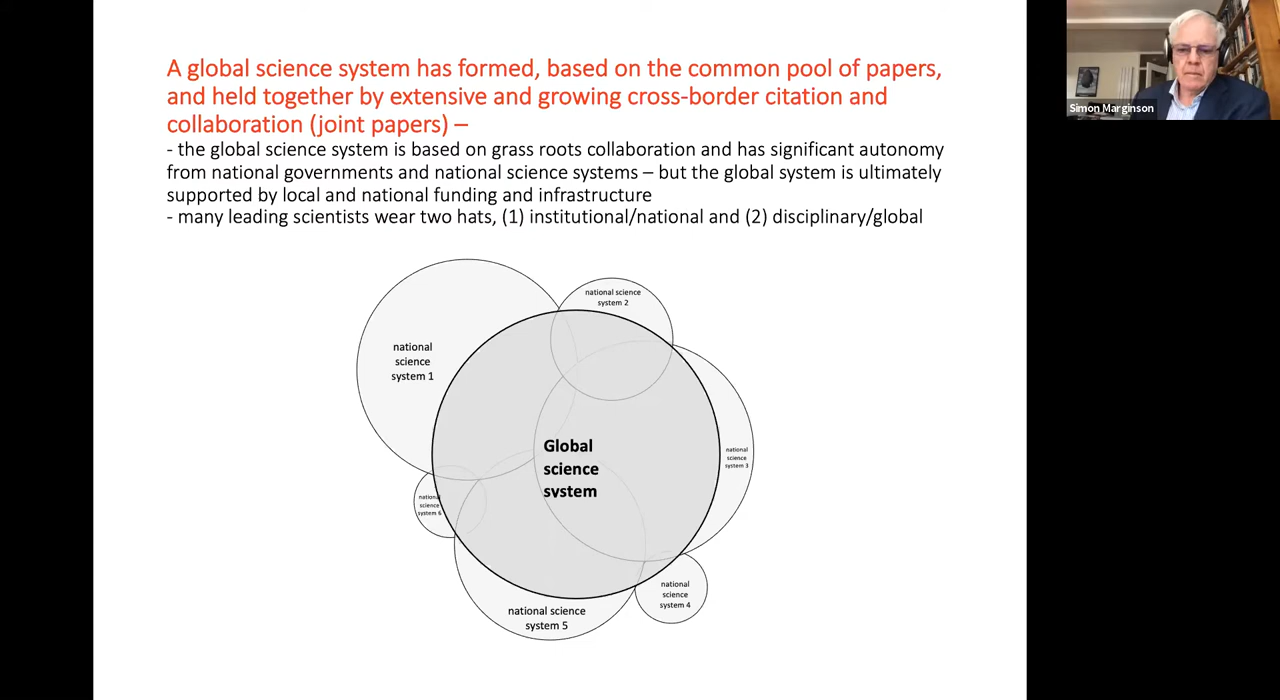 A global science system has formed, based on the common pool of papers,
and held together by extensive and growing cross-border citation and
collaboration (joint papers) –
- the global science system is based on grass roots collaboration and has significant autonomy
from national governments and national science systems – but the global system is ultimately
supported by local and national funding and infrastructure
- many leading scientists wear two hats, (1) institutional/national and (2) disciplinary/global
Simon Marginson
national science
system 2
national
science
system 1
Global
science
system
national
science
system 3
national
science
system 6
national
science
system 4
national science
system 5